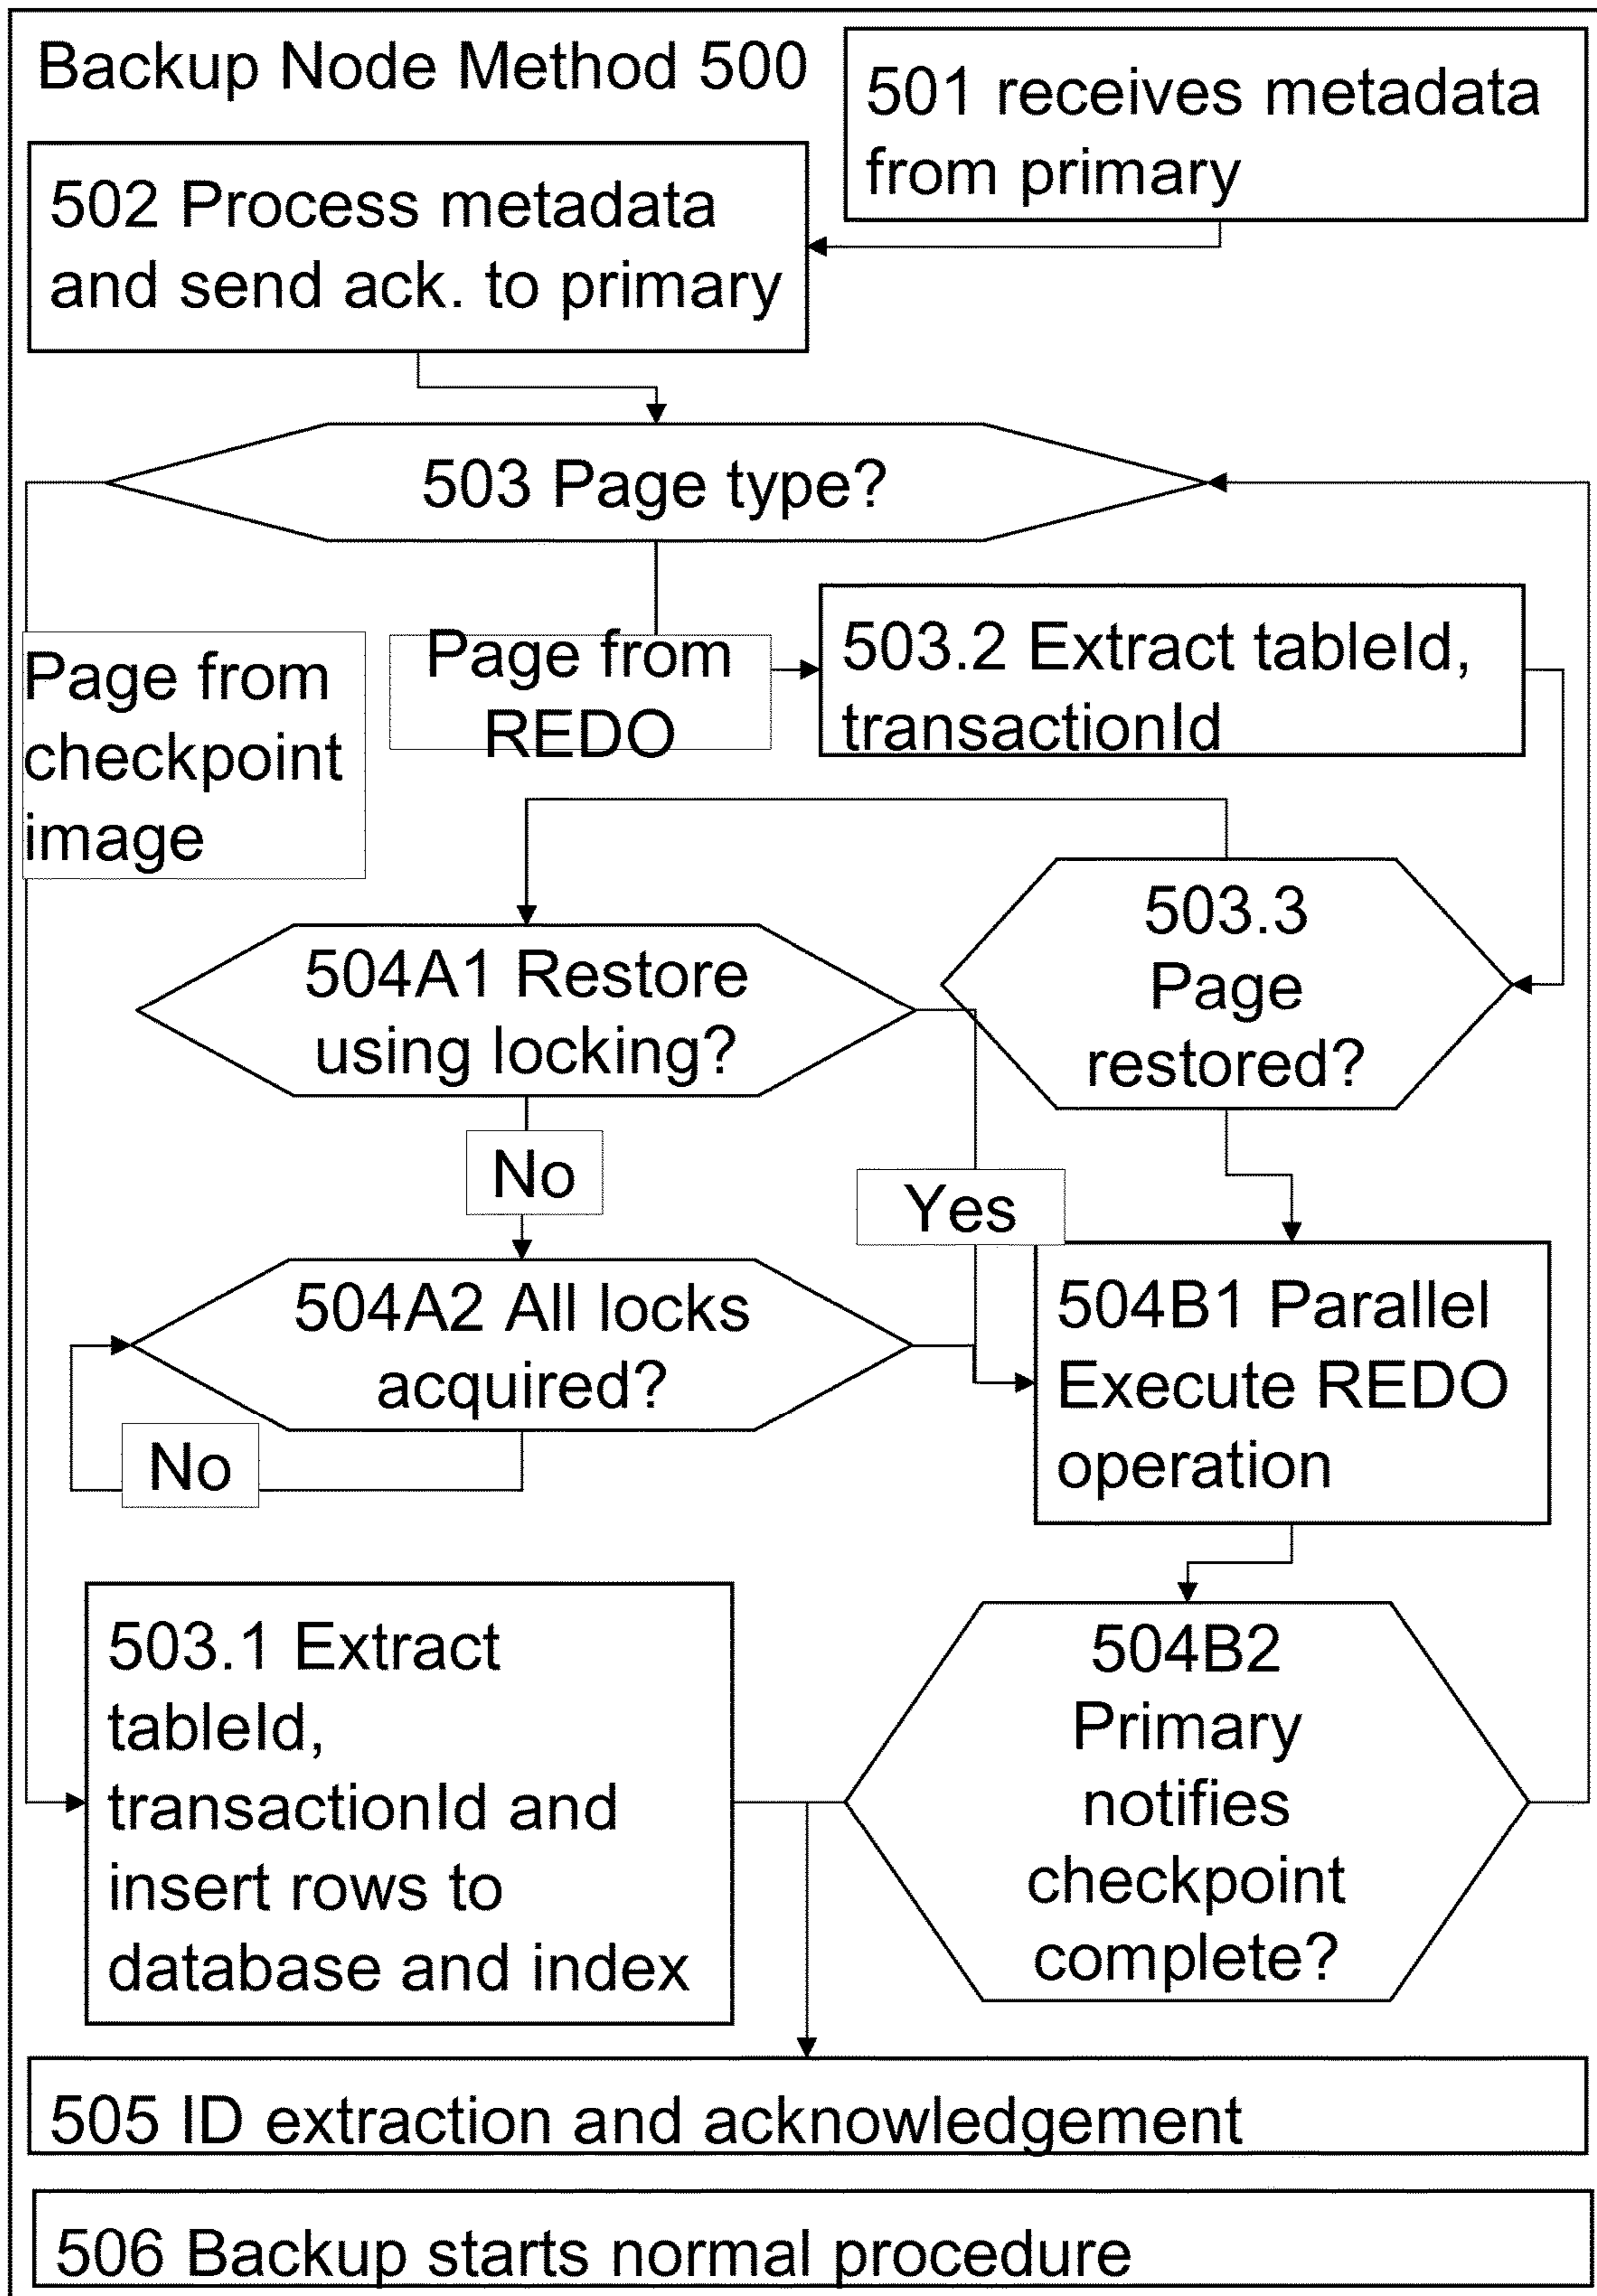 Backup Node Method 500
501 receives metadata
from primary
502 Process metadata
and send ack. to primary
503 Page type?
Page from
checkpoint
image
Page from
REDO
503.2 Extract tableId,
transactionId
503.3
Page
restored?
504A1 Restore
using locking?
No
Yes
504A2 All locks
acquired?
No
504B1 Parallel
Execute REDO
operation
503.1 Extract
tableId,
transactionId and
insert rows to
database and index
504B2
Primary
notifies
checkpoint
complete?
505 ID extraction and acknowledgement
506 Backup starts normal procedure